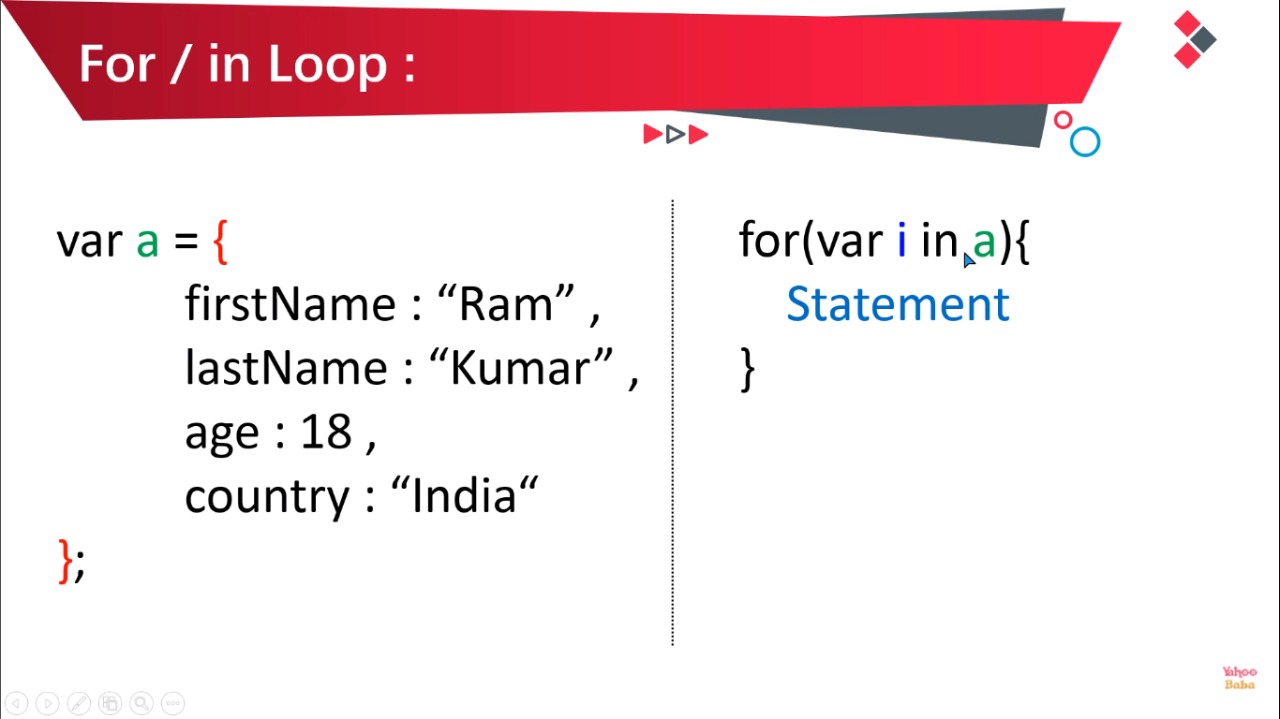 For / in Loop :
var a = {
firstName : “Ram” ,
lastName : “Kumar” ,
age : 18 ,
country : “India“
};
for(var i in a){
Statement
}
Yahoo
Baba